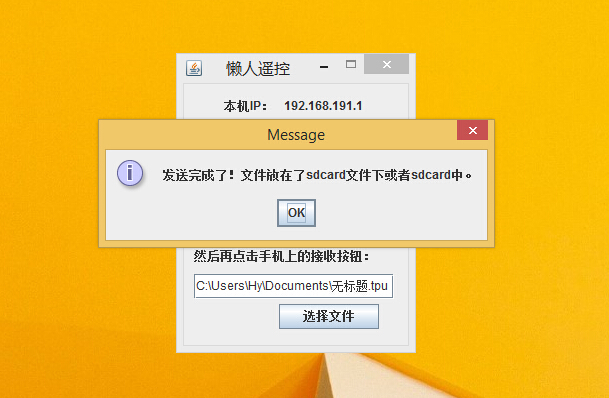 懒人遥控
本机IP： 192.168.191.1
Message
发送完成了！文件放在了sdcard文件下或者sdcard中。
OK
然后再点击手机上的接收按钮：
C:\Users\Hy\Documents\无标题.tpu
选择文件